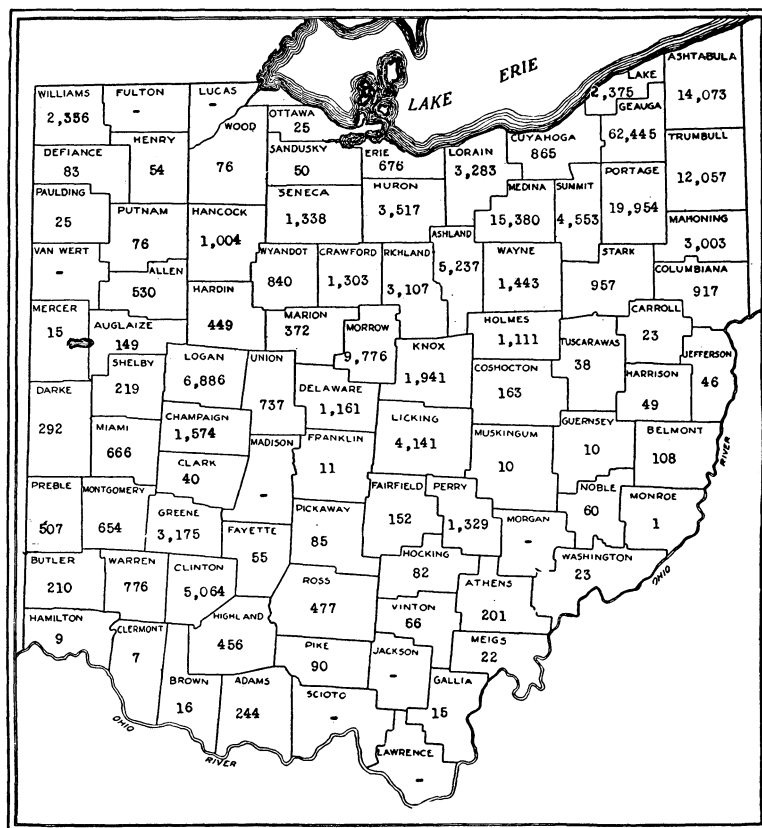 LAKE ERIE
ASHTABULA
14,073
LAKE
2,375
GEAUGA
62,445
WILLIAMS
2,356
FULTON
-
LUCAS
-
OTTAWA
25
WOOD
76
HENRY
54
DEFIANCE
83
SANDUSKY
50
ERIE
676
LORAIN
3,283
CUYAHOGA
865
TRUMBULL
12,057
PAULDING
25
PUTNAM
76
HANCOCK
1,004
SENECA
1,338
HURON
3,517
MEDINA
15,380
SUMMIT
4,553
PORTAGE
19,954
MAHONING
3,003
VAN WERT
-
ALLEN
530
WYANDOT
840
CRAWFORD
1,303
RICHLAND
3,107
ASHLAND
5,237
WAYNE
1,443
STARK
957
COLUMBIANA
917
MERCER
15
AUGLAIZE
149
HARDIN
449
MARION
372
MORROW
9,776
KNOX
1,941
HOLMES
1,111
TUSCARAWAS
38
CARROLL
23
JEFFERSON
46
DARKE
292
SHELBY
219
LOGAN
6,886
UNION
737
DELAWARE
1,161
COSHOCTON
163
HARRISON
49
MIAMI
666
CHAMPAIGN
1,574
MADISON
-
FRANKLIN
11
LICKING
4,141
MUSKINGUM
10
GUERNSEY
10
BELMONT
108
CLARK
40
PREBLE
507
MONTGOMERY
654
GREENE
3,175
FAYETTE
55
PICKAWAY
85
FAIRFIELD
152
PERRY
1,329
MORGAN
-
NOBLE
60
MONROE
1
BUTLER
210
WARREN
776
CLINTON
5,064
ROSS
477
HOCKING
82
ATHENS
201
WASHINGTON
23
HAMILTON
9
CLERMONT
7
HIGHLAND
456
PIKE
90
VINTON
66
JACKSON
-
MEIGS
22
BROWN
16
ADAMS
244
SCIOTO
-
GALLIA
15
LAWRENCE
-
OHIO
RIVER
OHIO
RIVER